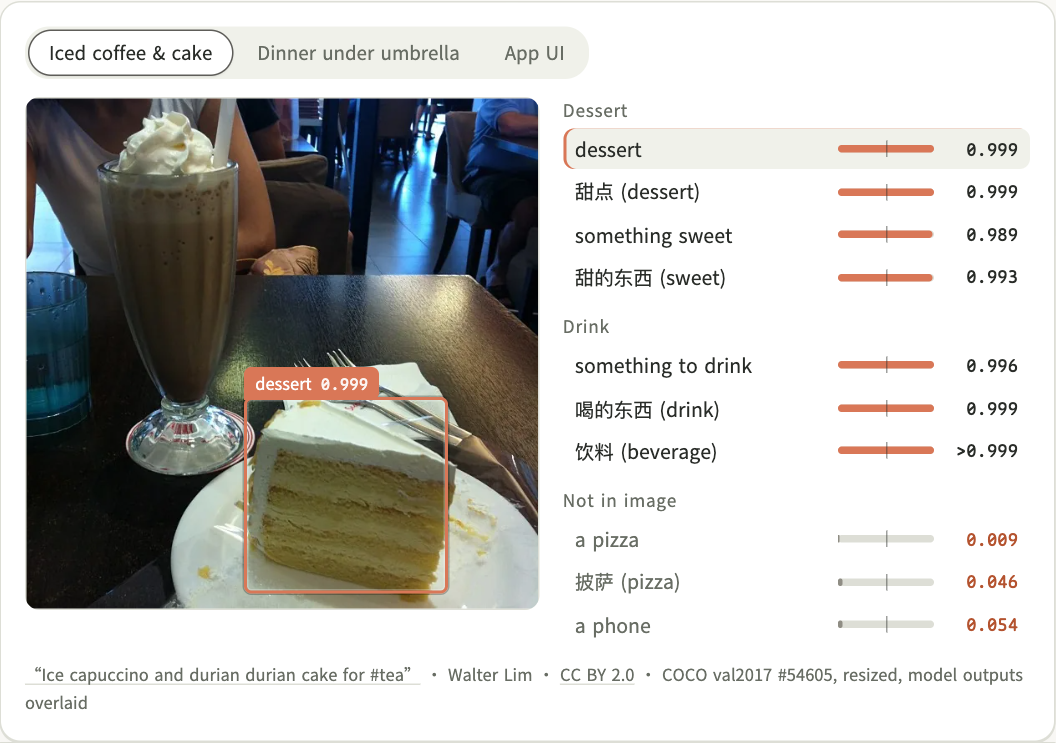 Iced coffee & cake
Dinner under umbrella
App UI
dessert 0.999
Dessert
dessert 0.999
甜点 (dessert) 0.999
something sweet 0.989
甜的东西 (sweet) 0.993
Drink
something to drink 0.996
喝的东西 (drink) 0.999
饮料 (beverage) >0.999
Not in image
a pizza 0.009
披萨 (pizza) 0.046
a phone 0.054
“Ice capuccino and durian durian cake for #tea” • Walter Lim • CC BY 2.0 • COCO val2017 #54605, resized, model outputs
overlaid